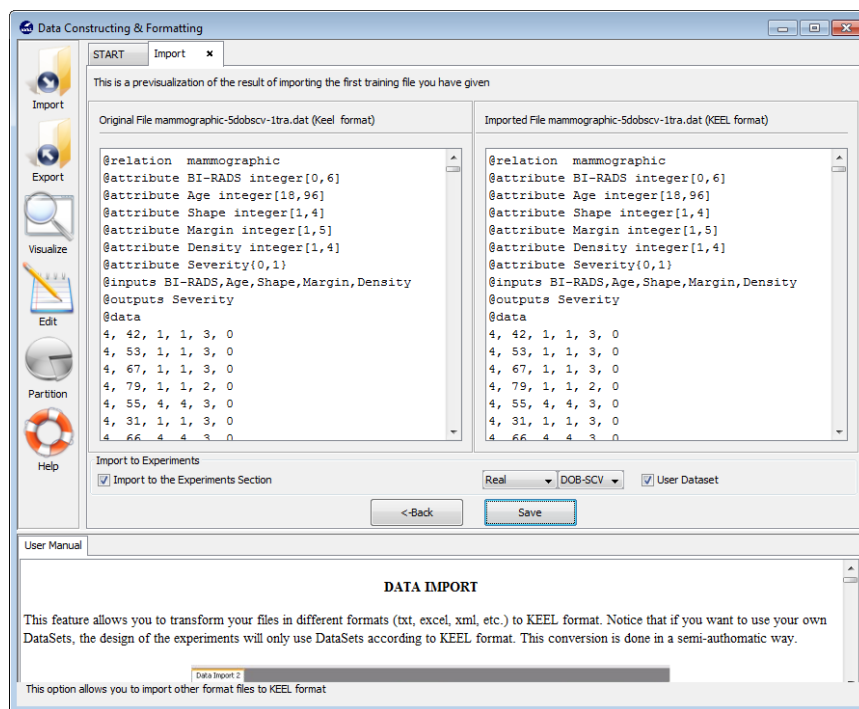 Data Constructing & Formatting
START
Import
Import
Export
Visualize
Edit
Partition
Help
This is a previsualization of the result of importing the first training file you have given
Original File mammographic-5dobscv-1tra.dat (Keel format)
@relation mammographic
@attribute BI-RADS integer[0,6]
@attribute Age integer[18,96]
@attribute Shape integer[1,4]
@attribute Margin integer[1,5]
@attribute Density integer[1,4]
@attribute Severity{0,1}
@inputs BI-RADS,Age,Shape,Margin,Density
@outputs Severity
@data
4, 42, 1, 1, 3, 0
4, 53, 1, 1, 3, 0
4, 67, 1, 1, 3, 0
4, 79, 1, 1, 2, 0
4, 55, 4, 4, 3, 0
4, 31, 1, 1, 3, 0
4, 66, 4, 4, 3, 0
Imported File mammographic-5dobscv-1tra.dat (KEEL format)
@relation mammographic
@attribute BI-RADS integer[0,6]
@attribute Age integer[18,96]
@attribute Shape integer[1,4]
@attribute Margin integer[1,5]
@attribute Density integer[1,4]
@attribute Severity{0,1}
@inputs BI-RADS,Age,Shape,Margin,Density
@outputs Severity
@data
4, 42, 1, 1, 3, 0
4, 53, 1, 1, 3, 0
4, 67, 1, 1, 3, 0
4, 79, 1, 1, 2, 0
4, 55, 4, 4, 3, 0
4, 31, 1, 1, 3, 0
4, 66, 4, 4, 3, 0
Import to Experiments
Import to the Experiments Section
Real
DOB-SCV
User Dataset
<-Back
Save
User Manual
DATA IMPORT
This feature allows you to transform your files in different formats (txt, excel, xml, etc.) to KEEL format. Notice that if you want to use your own
DataSets, the design of the experiments will only use DataSets according to KEEL format. This conversion is done in a semi-authomatic way.
Data Import 2
This option allows you to import other format files to KEEL format